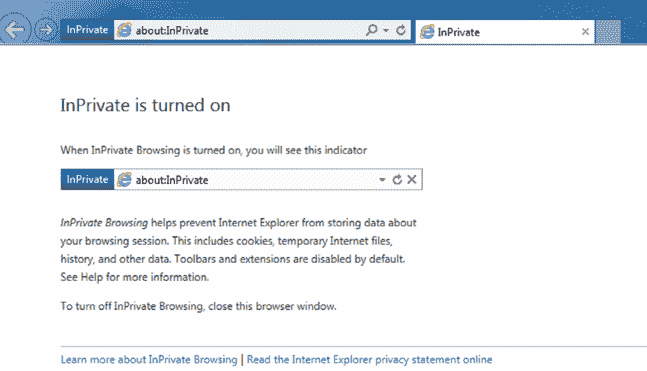 InPrivate about:InPrivate InPrivate
InPrivate is turned on
When InPrivate Browsing is turned on, you will see this indicator
InPrivate about:InPrivate
InPrivate Browsing helps prevent Internet Explorer from storing data about
your browsing session. This includes cookies, temporary Internet files,
history, and other data. Toolbars and extensions are disabled by default.
See Help for more information.
To turn off InPrivate Browsing, close this browser window.
Learn more about InPrivate Browsing | Read the Internet Explorer privacy statement online